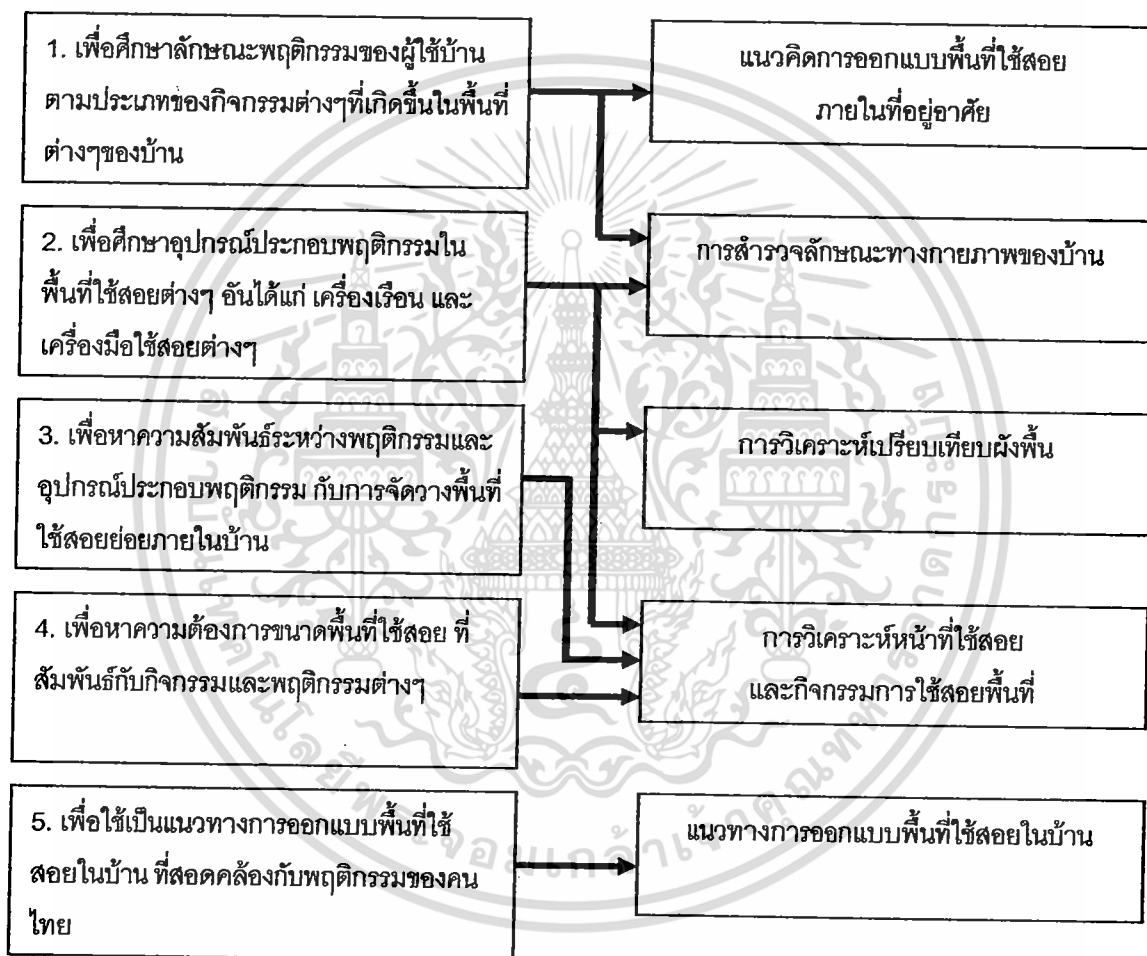 1. เพื่อศึกษาลักษณะพฤติกรรมของผู้ใช้บ้าน
ตามประเภทของกิจกรรมต่างๆที่เกิดขึ้นในพื้นที่
ต่างๆของบ้าน
แนวคิดการออกแบบพื้นที่ใช้สอย
ภายในที่อยู่อาศัย
2. เพื่อศึกษาอุปกรณ์ประกอบพฤติกรรมใน
พื้นที่ใช้สอยต่างๆ อันได้แก่ เครื่องเรือน และ
เครื่องมือใช้สอยต่างๆ
การสำรวจลักษณะทางกายภาพของบ้าน
3. เพื่อหาความสัมพันธ์ระหว่างพฤติกรรมและ
อุปกรณ์ประกอบพฤติกรรม กับการจัดวางพื้นที่
ใช้สอยย่อยภายในบ้าน
การวิเคราะห์เปรียบเทียบผังพื้น
4. เพื่อหาความต้องการขนาดพื้นที่ใช้สอย ที่
สัมพันธ์กับกิจกรรมและพฤติกรรมต่างๆ
การวิเคราะห์หน้าที่ใช้สอย
และกิจกรรมการใช้สอยพื้นที่
5. เพื่อใช้เป็นแนวทางการออกแบบพื้นที่ใช้
สอยในบ้าน ที่สอดคล้องกับพฤติกรรมของคน
ไทย
แนวทางการออกแบบพื้นที่ใช้สอยในบ้าน